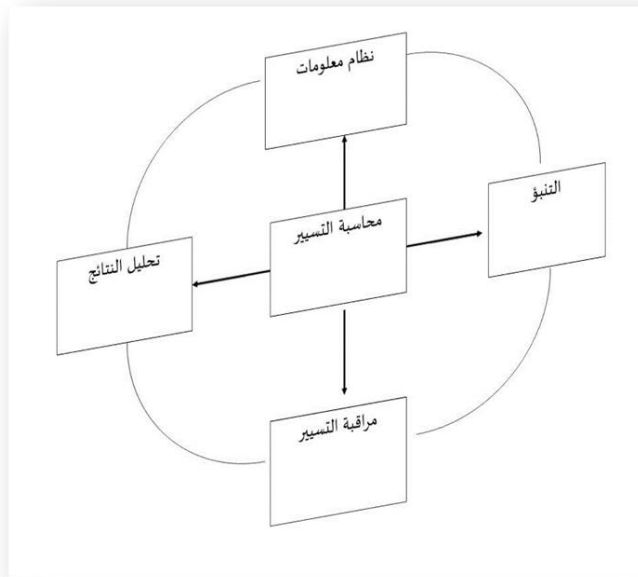 نظام معلومات
التنبؤ
محاسبة التسيير
تحليل النتائج
مراقبة التسيير